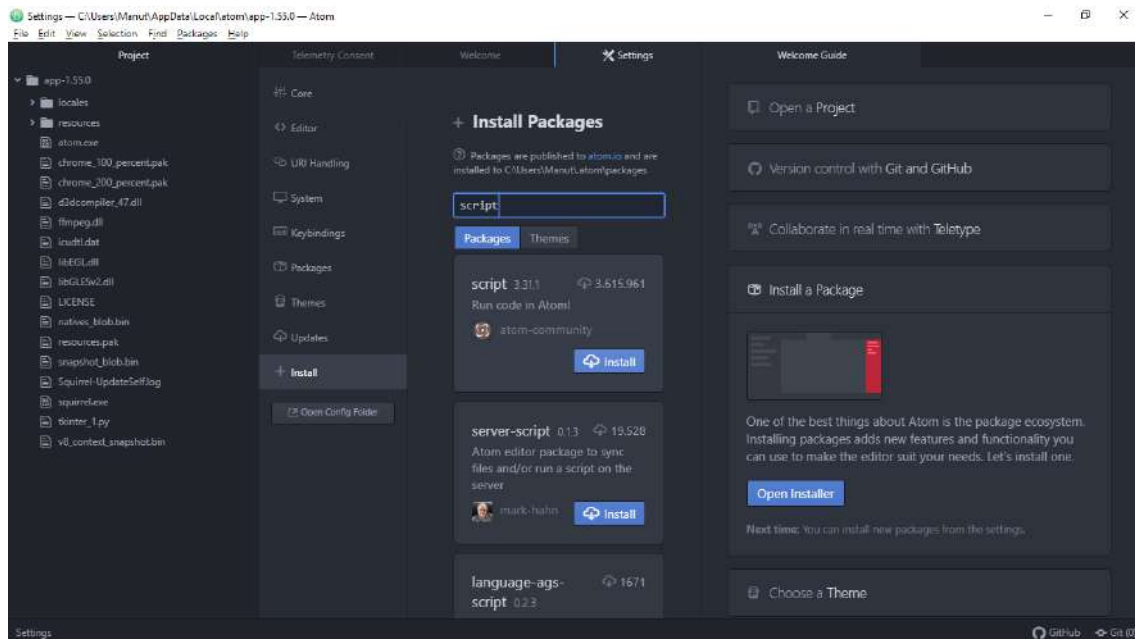 Settings — C:\Users\Manut\AppData\Local\atom\app-1.55.0 — Atom
File Edit View Selection Find Packages Help
Project
Telemetry Consent
Welcome
Settings
Welcome Guide
app-1.55.0
locales
resources
atom.exe
chrome_100_percent.pak
chrome_200_percent.pak
d3dcompiler_47.dll
ffmpeg.dll
icudtl.dat
libEGL.dll
libGLESv2.dll
LICENSE
natives_blob.bin
resources.pak
snapshot_blob.bin
Squirrel-UpdateSelf.log
squirrel.exe
tkinter_1.py
v8_context_snapshot.bin
Core
Editor
URI Handling
System
Keybindings
Packages
Themes
Updates
+ Install
Open Config Folder
+ Install Packages
Packages are published to atom.io and are
installed to C:\Users\Manut\.atom\packages
script
Packages Themes
script 3.31.1 3.615.961
Run code in Atom!
atom-community
Install
server-script 0.1.3 19.528
Atom editor package to sync
files and/or run a script on the
server
mark-hahn
Install
language-ags-
script 0.2.3
1671
Open a Project
Version control with Git and GitHub
Collaborate in real time with Teletype
Install a Package
One of the best things about Atom is the package ecosystem.
Installing packages adds new features and functionality you
can use to make the editor suit your needs. Let's install one.
Open Installer
Next time: You can install new packages from the settings.
Choose a Theme
Settings
GitHub Git (0)